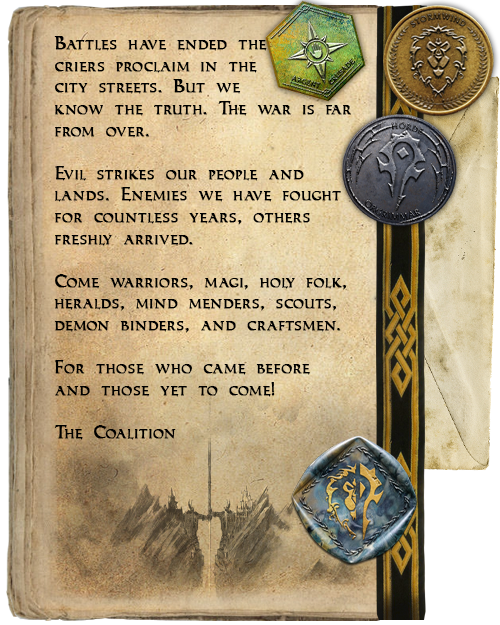 BATTLES HAVE ENDED THE
CRIERS PROCLAIM IN THE
CITY STREETS. BUT WE
KNOW THE TRUTH. THE WAR IS FAR
FROM OVER.
EVIL STRIKES OUR PEOPLE AND
LANDS. ENEMIES WE HAVE FOUGHT
FOR COUNTLESS YEARS, OTHERS
FRESHLY ARRIVED.
COME WARRIORS, MAGI, HOLY FOLK,
HERALDS, MIND MENDERS, SCOUTS,
DEMON BINDERS, AND CRAFTSMEN.
FOR THOSE WHO CAME BEFORE
AND THOSE YET TO COME!
THE COALITION
ARGENT CRUSADE
STORMWIND
HORDE
ORGRIMMAR